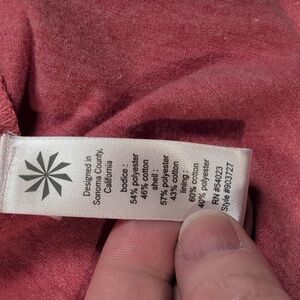 Designed in
Sonoma County,
California
bodice :
54% polyester
46% cotton
shell :
57% polyester
43% cotton
lining :
60% cotton
40% polyester
RN #54023
Style #903727